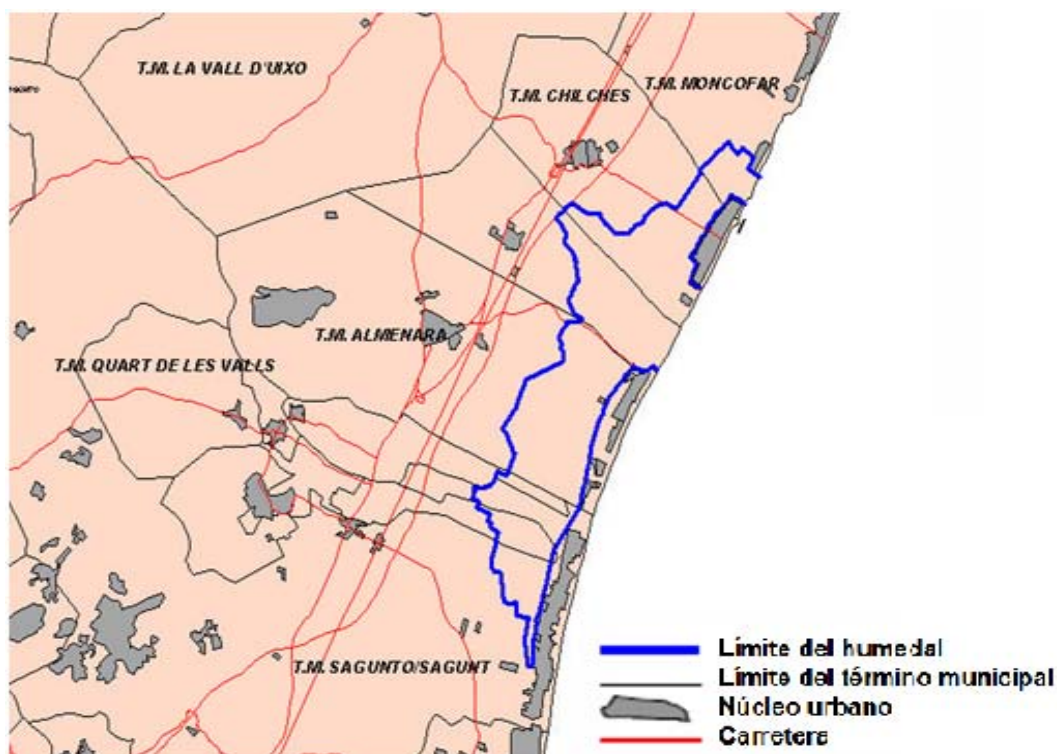 T.M. LA VALL D'UIXO
T.M. MONCOFAR
T.M. CHILCHES
T.M. ALMENARA
T.M. QUART DE LES VALLS
T.M. SAGUNTO/SAGUNT
Límite del humedal
Límite del término municipal
Núcleo urbano
Carretera